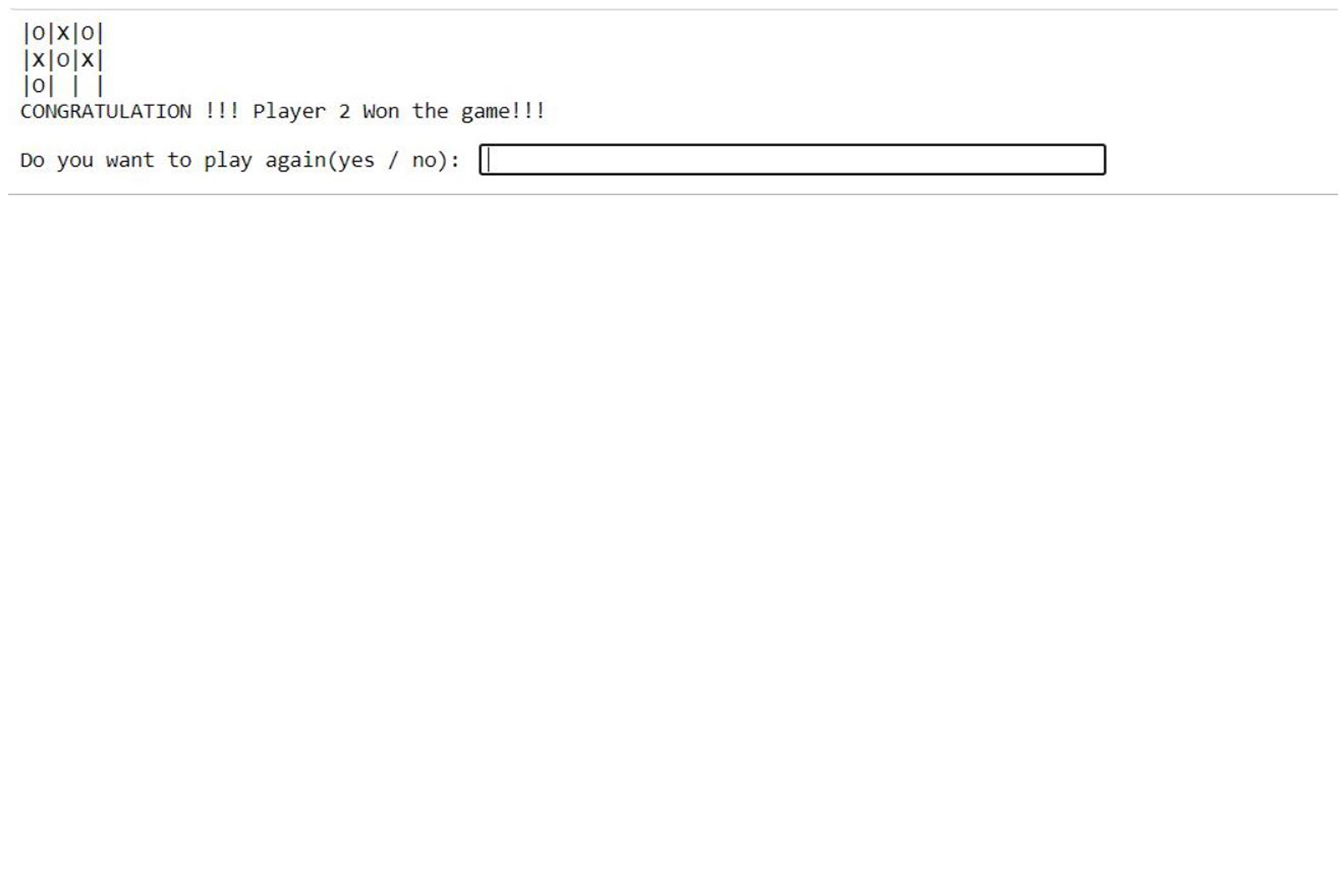 |O|X|O|
|X|O|X|
|O| | |
CONGRATULATION !!! Player 2 Won the game!!!
Do you want to play again(yes / no):